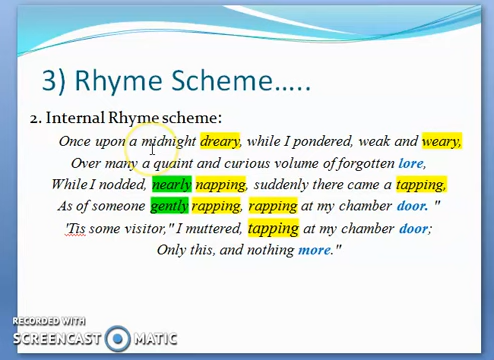 3) Rhyme Scheme.....
2. Internal Rhyme scheme:
Once upon a midnight dreary, while I pondered, weak and weary,
Over many a quaint and curious volume of forgotten lore,
While I nodded, nearly napping, suddenly there came a tapping,
As of someone gently rapping, rapping at my chamber door. "
'Tis some visitor," I muttered, tapping at my chamber door;
Only this, and nothing more."
RECORDED WITH
SCREENCAST MATIC